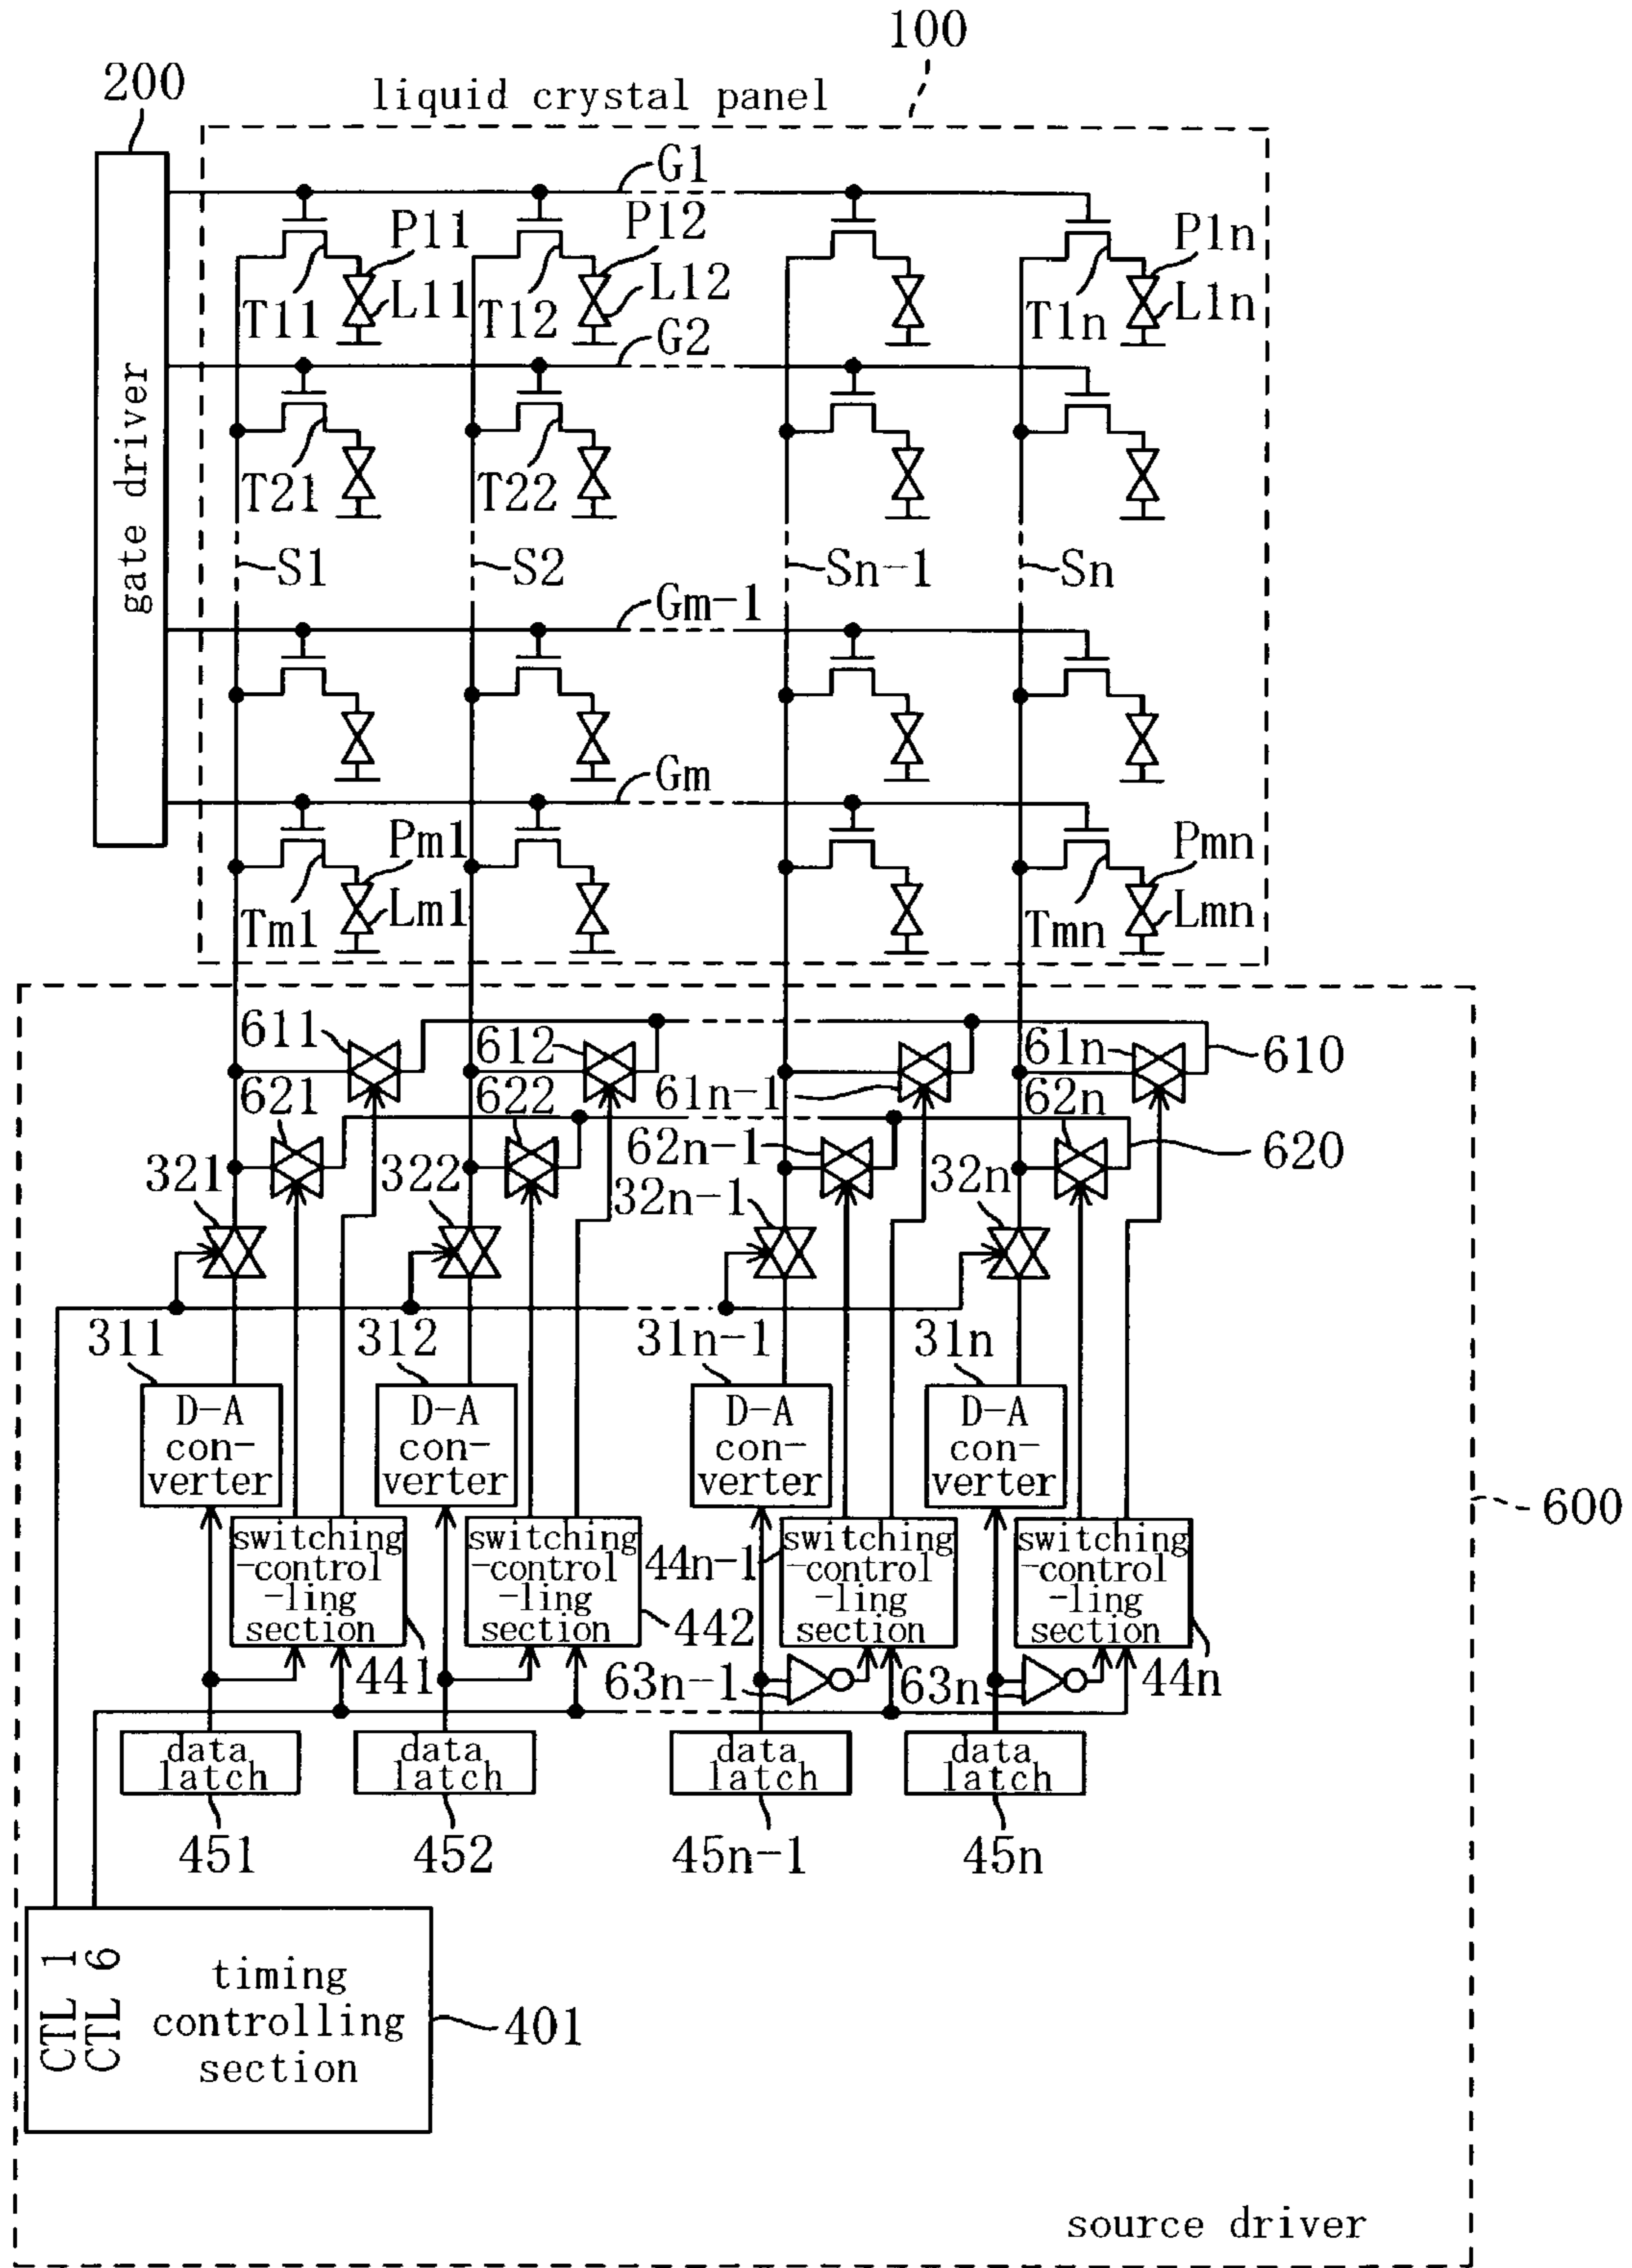 100
200
liquid crystal panel
gate driver
G1
P11
P12
P1n
T11
L11
T12
L12
T1n
L1n
G2
T21
T22
S1
S2
Sn-1
Sn
Gm-1
Gm
Pm1
Pmn
Tm1
Lm1
Tmn
Lmn
611
612
61n-1
61n
610
621
622
62n-1
62n
620
321
322
32n-1
32n
311
312
31n-1
31n
D-A
con-
verter
D-A
con-
verter
D-A
con-
verter
D-A
con-
verter
600
switching
-control
-ling
section
switching
-control
-ling
section
switching
-control
-ling
section
switching
-control
-ling
section
441
442
44n-1
44n
63n-1
63n
data
latch
data
latch
data
latch
data
latch
451
452
45n-1
45n
CTL 1
CTL 6
timing
controlling
section
401
source driver